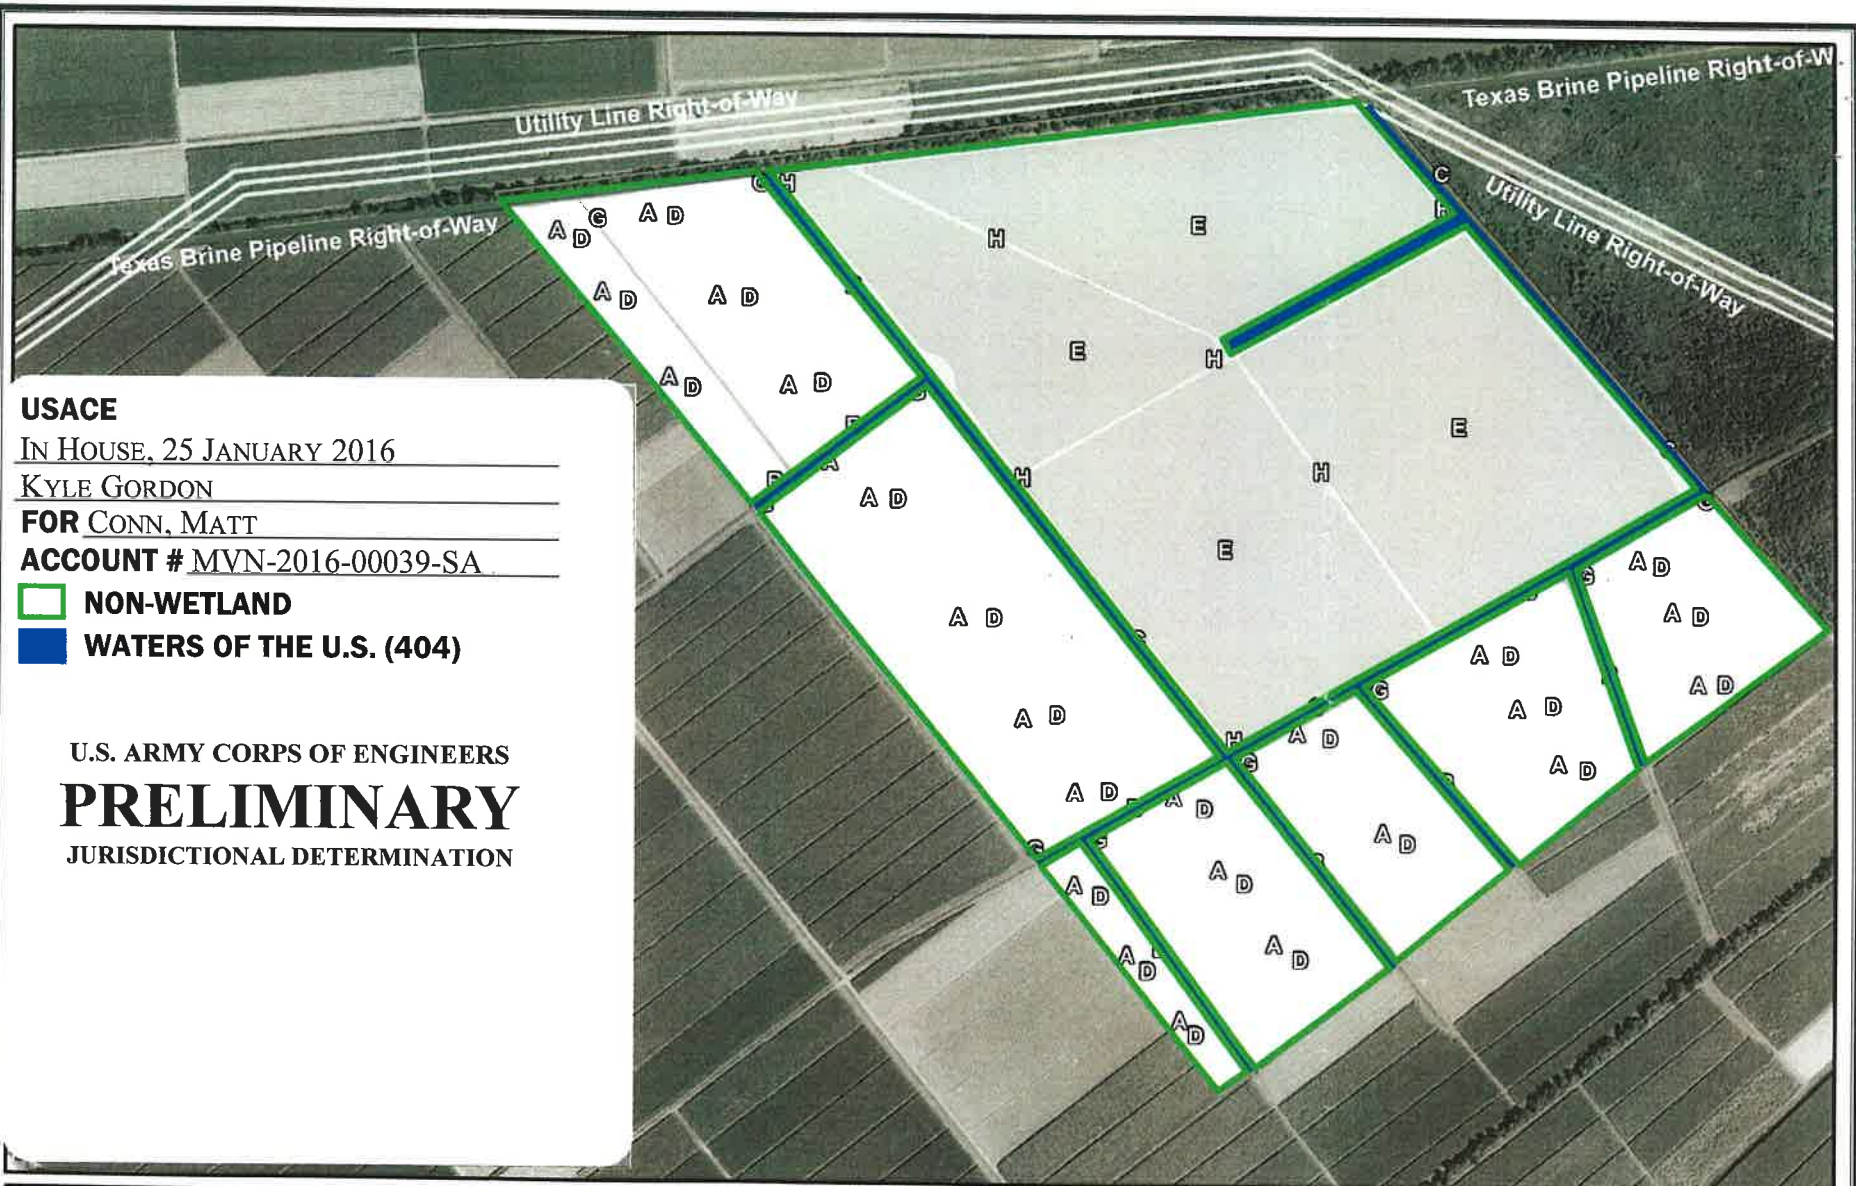 Utility Line Right-of-Way
Texas Brine Pipeline Right-of-W
Texas Brine Pipeline Right-of-Way
Utility Line Right-of-Way
G H
C
A D G A D
H E
A D A D
E H
A D A D
E
H H
A D
E
A D
G A D
A D
A D
A D
G
A D
H A D
G
A D
A D A D
G G
A D
A D
A D
A D
A D
A D
USACE
IN HOUSE, 25 JANUARY 2016
KYLE GORDON
FOR CONN, MATT
ACCOUNT # MVN-2016-00039-SA
NON-WETLAND
WATERS OF THE U.S. (404)
U.S. ARMY CORPS OF ENGINEERS
PRELIMINARY
JURISDICTIONAL DETERMINATION